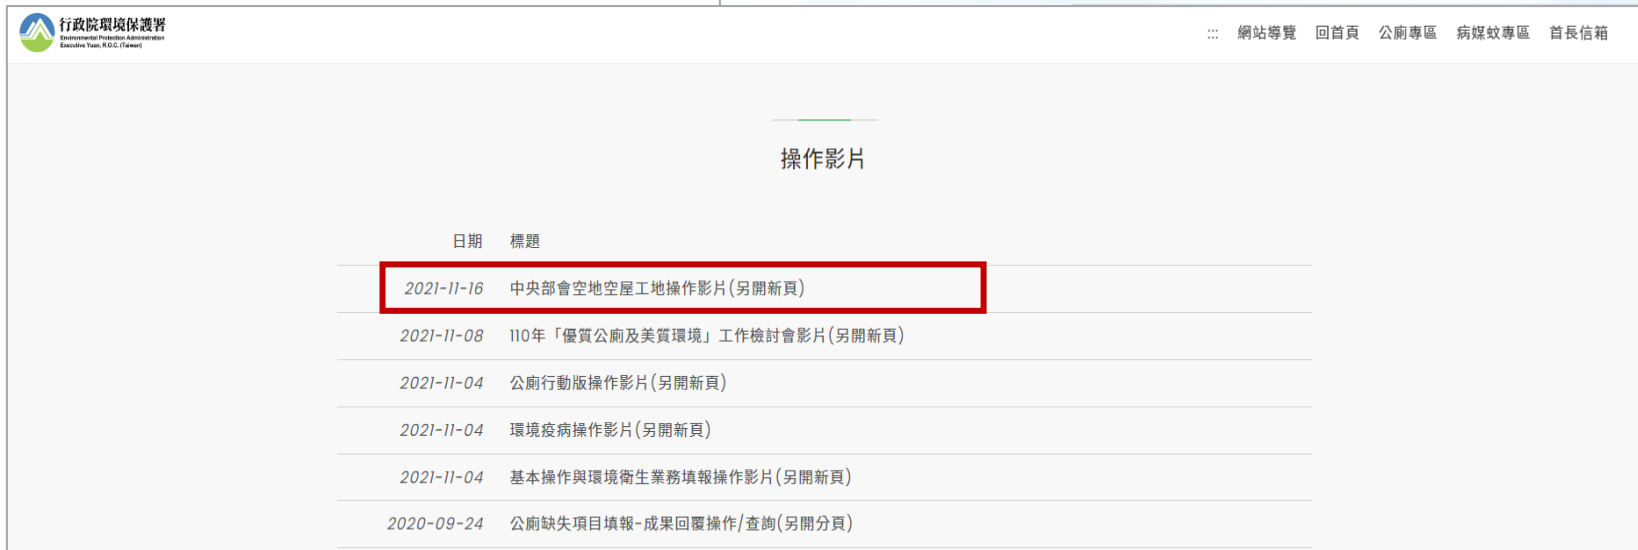 行政院環境保護署
Environmental Protection Administration
Executive Yuan, R.O.C. (Taiwan)
::: 網站導覽 回首頁 公廁專區 病媒蚊專區 首長信箱
操作影片
日期 標題
2021-11-16 中央部會空地空屋工地操作影片(另開新頁)
2021-11-08 110年「優質公廁及美質環境」工作檢討會影片(另開新頁)
2021-11-04 公廁行動版操作影片(另開新頁)
2021-11-04 環境疫病操作影片(另開新頁)
2021-11-04 基本操作與環境衛生業務填報操作影片(另開新頁)
2020-09-24 公廁缺失項目填報-成果回覆操作/查詢(另開分頁)